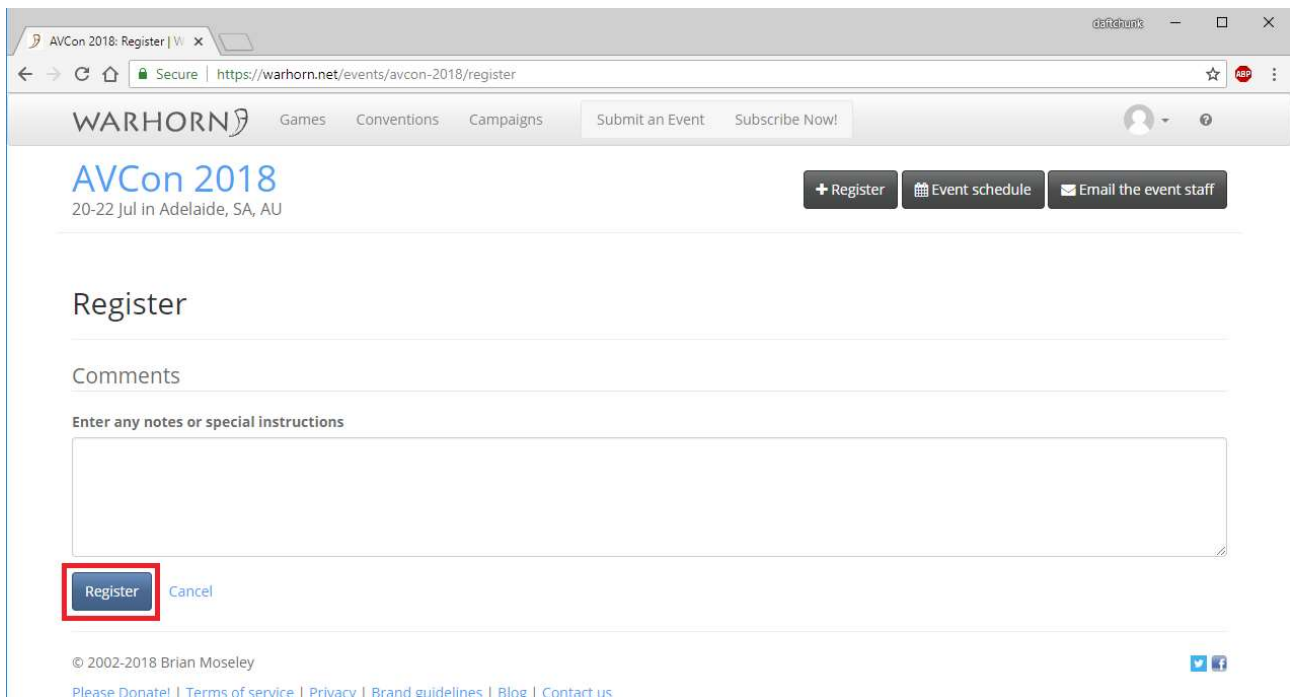 AVCon 2018: Register | W
daftchunk
Secure | https://warhorn.net/events/avcon-2018/register
ABP
WARHORN Games Conventions Campaigns Submit an Event Subscribe Now!
AVCon 2018
20-22 Jul in Adelaide, SA, AU
+ Register Event schedule Email the event staff
Register
Comments
Enter any notes or special instructions
Register Cancel
© 2002-2018 Brian Moseley
Please Donate! | Terms of service | Privacy | Brand guidelines | Blog | Contact us